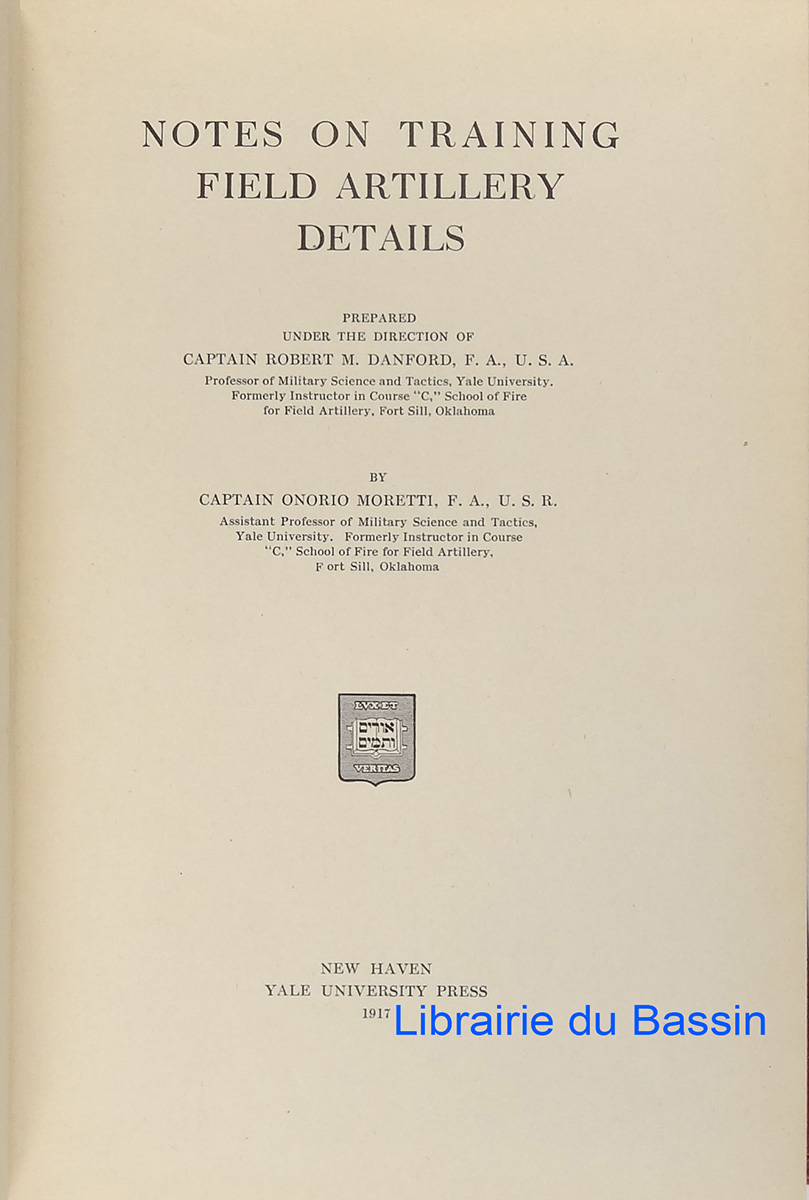 NOTES ON TRAINING
FIELD ARTILLERY
DETAILS
PREPARED
UNDER THE DIRECTION OF
CAPTAIN ROBERT M. DANFORD, F. A., U. S. A.
Professor of Military Science and Tactics, Yale University.
Formerly Instructor in Course "C," School of Fire
for Field Artillery, Fort Sill, Oklahoma
BY
CAPTAIN ONORIO MORETTI, F. A., U. S. R.
Assistant Professor of Military Science and Tactics,
Yale University. Formerly Instructor in Course
"C," School of Fire for Field Artillery,
F ort Sill, Oklahoma
LVX ET
אורים
ותמים
VERITAS
NEW HAVEN
YALE UNIVERSITY PRESS
1917
Librairie du Bassin